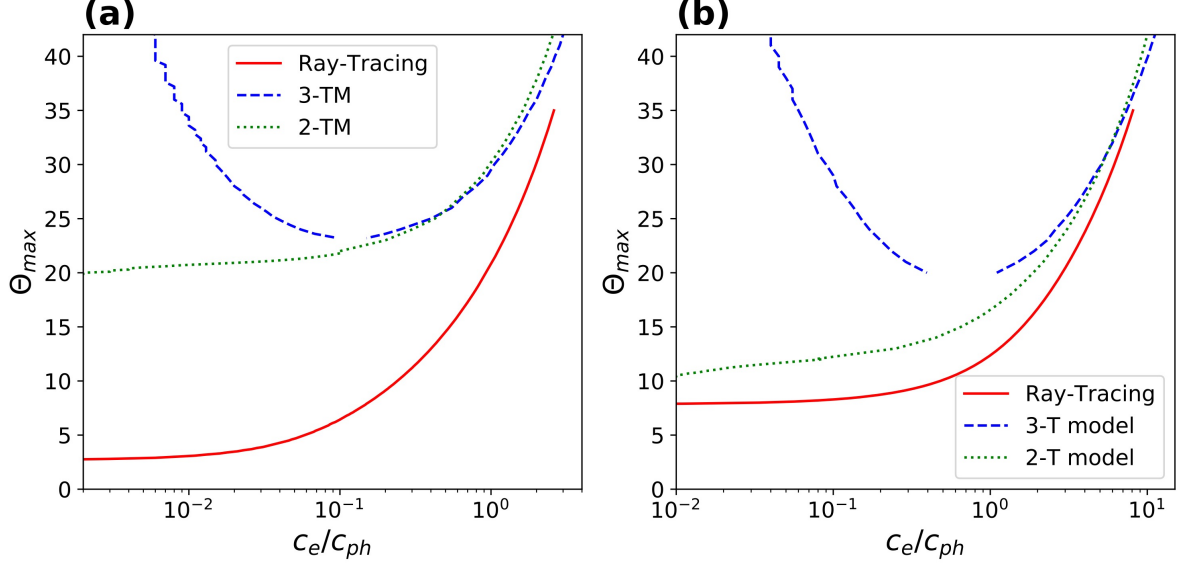 (a)
40
35
30
25
20
15
10
5
0
Θmax
Ray-Tracing
3-TM
2-TM
10−2
10−1
100
ce/cph
(b)
40
35
30
25
20
15
10
5
0
Θmax
Ray-Tracing
3-T model
2-T model
10−2
10−1
100
101
ce/cph